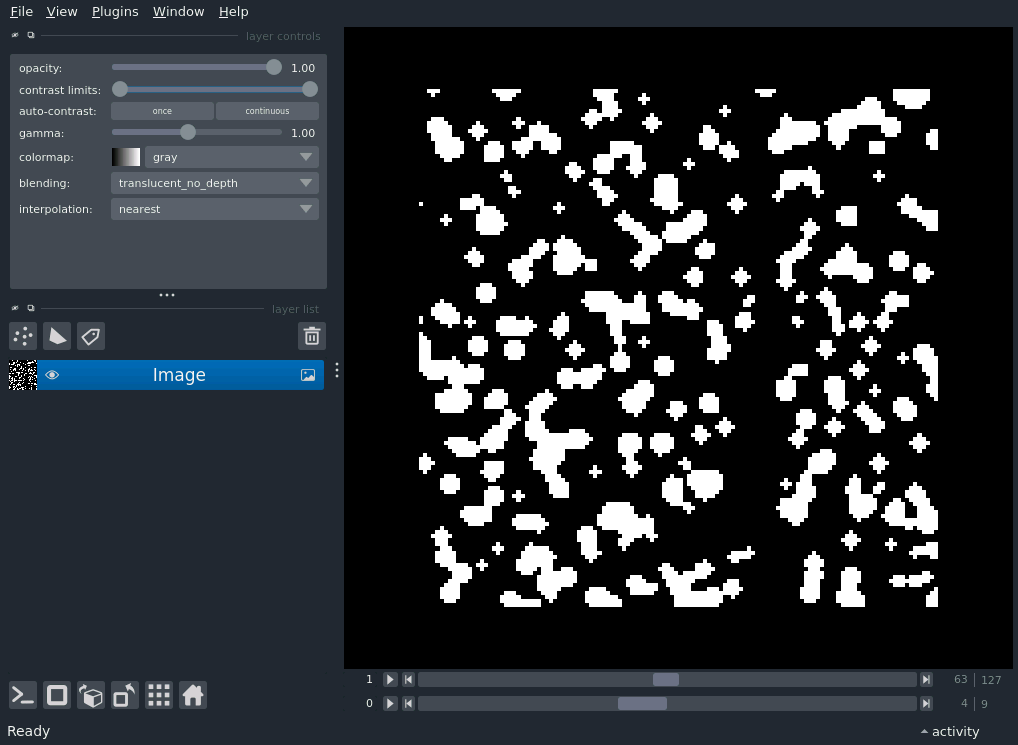 File View Plugins Window Help
layer controls
opacity: 1.00
contrast limits:
auto-contrast: once continuous
gamma: 1.00
colormap: gray
blending: translucent_no_depth
interpolation: nearest
layer list
Image
1 63 127
0 4 9
Ready activity